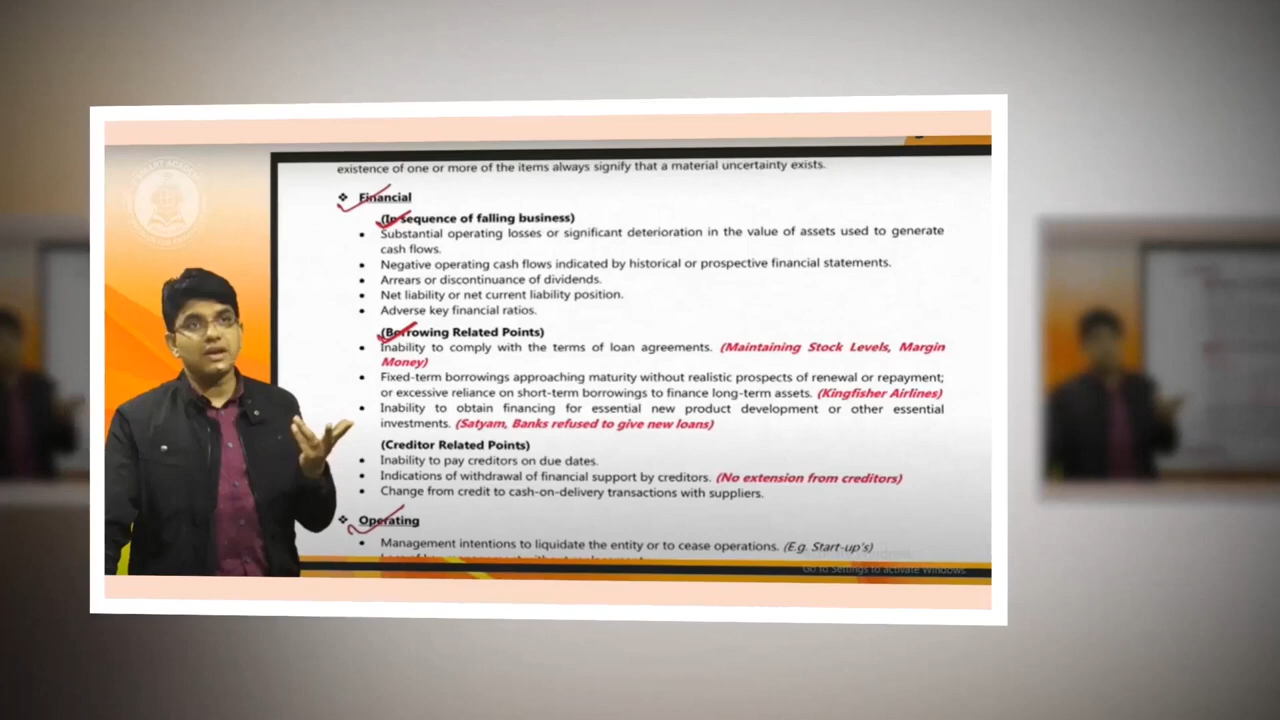 existence of one or more of the items always signify that a material uncertainty exists.
❖ Financial
(In sequence of falling business)
• Substantial operating losses or significant deterioration in the value of assets used to generate
cash flows.
• Negative operating cash flows indicated by historical or prospective financial statements.
• Arrears or discontinuance of dividends.
• Net liability or net current liability position.
• Adverse key financial ratios.
(Borrowing Related Points)
• Inability to comply with the terms of loan agreements. (Maintaining Stock Levels, Margin
Money)
• Fixed-term borrowings approaching maturity without realistic prospects of renewal or repayment;
or excessive reliance on short-term borrowings to finance long-term assets. (Kingfisher Airlines)
• Inability to obtain financing for essential new product development or other essential
investments. (Satyam, Banks refused to give new loans)
(Creditor Related Points)
• Inability to pay creditors on due dates.
• Indications of withdrawal of financial support by creditors. (No extension from creditors)
• Change from credit to cash-on-delivery transactions with suppliers.
❖ Operating
• Management intentions to liquidate the entity or to cease operations. (E.g. Start-up's)
Go to Settings to activate Windows.